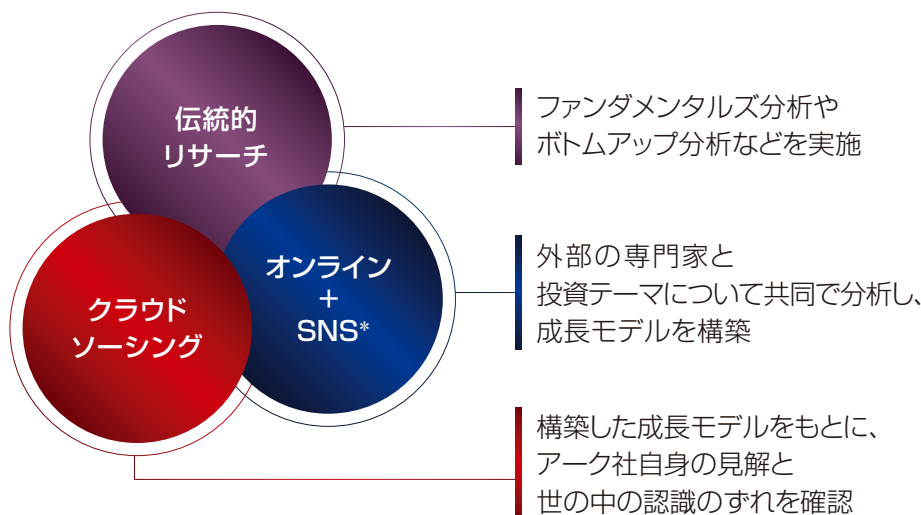 伝統的
リサーチ
ファンダメンタルズ分析や
ボトムアップ分析などを実施
オンライン
+
SNS*
外部の専門家と
投資テーマについて共同で分析し、
成長モデルを構築
クラウド
ソーシング
構築した成長モデルをもとに、
アーク社自身の見解と
世の中の認識のずれを確認